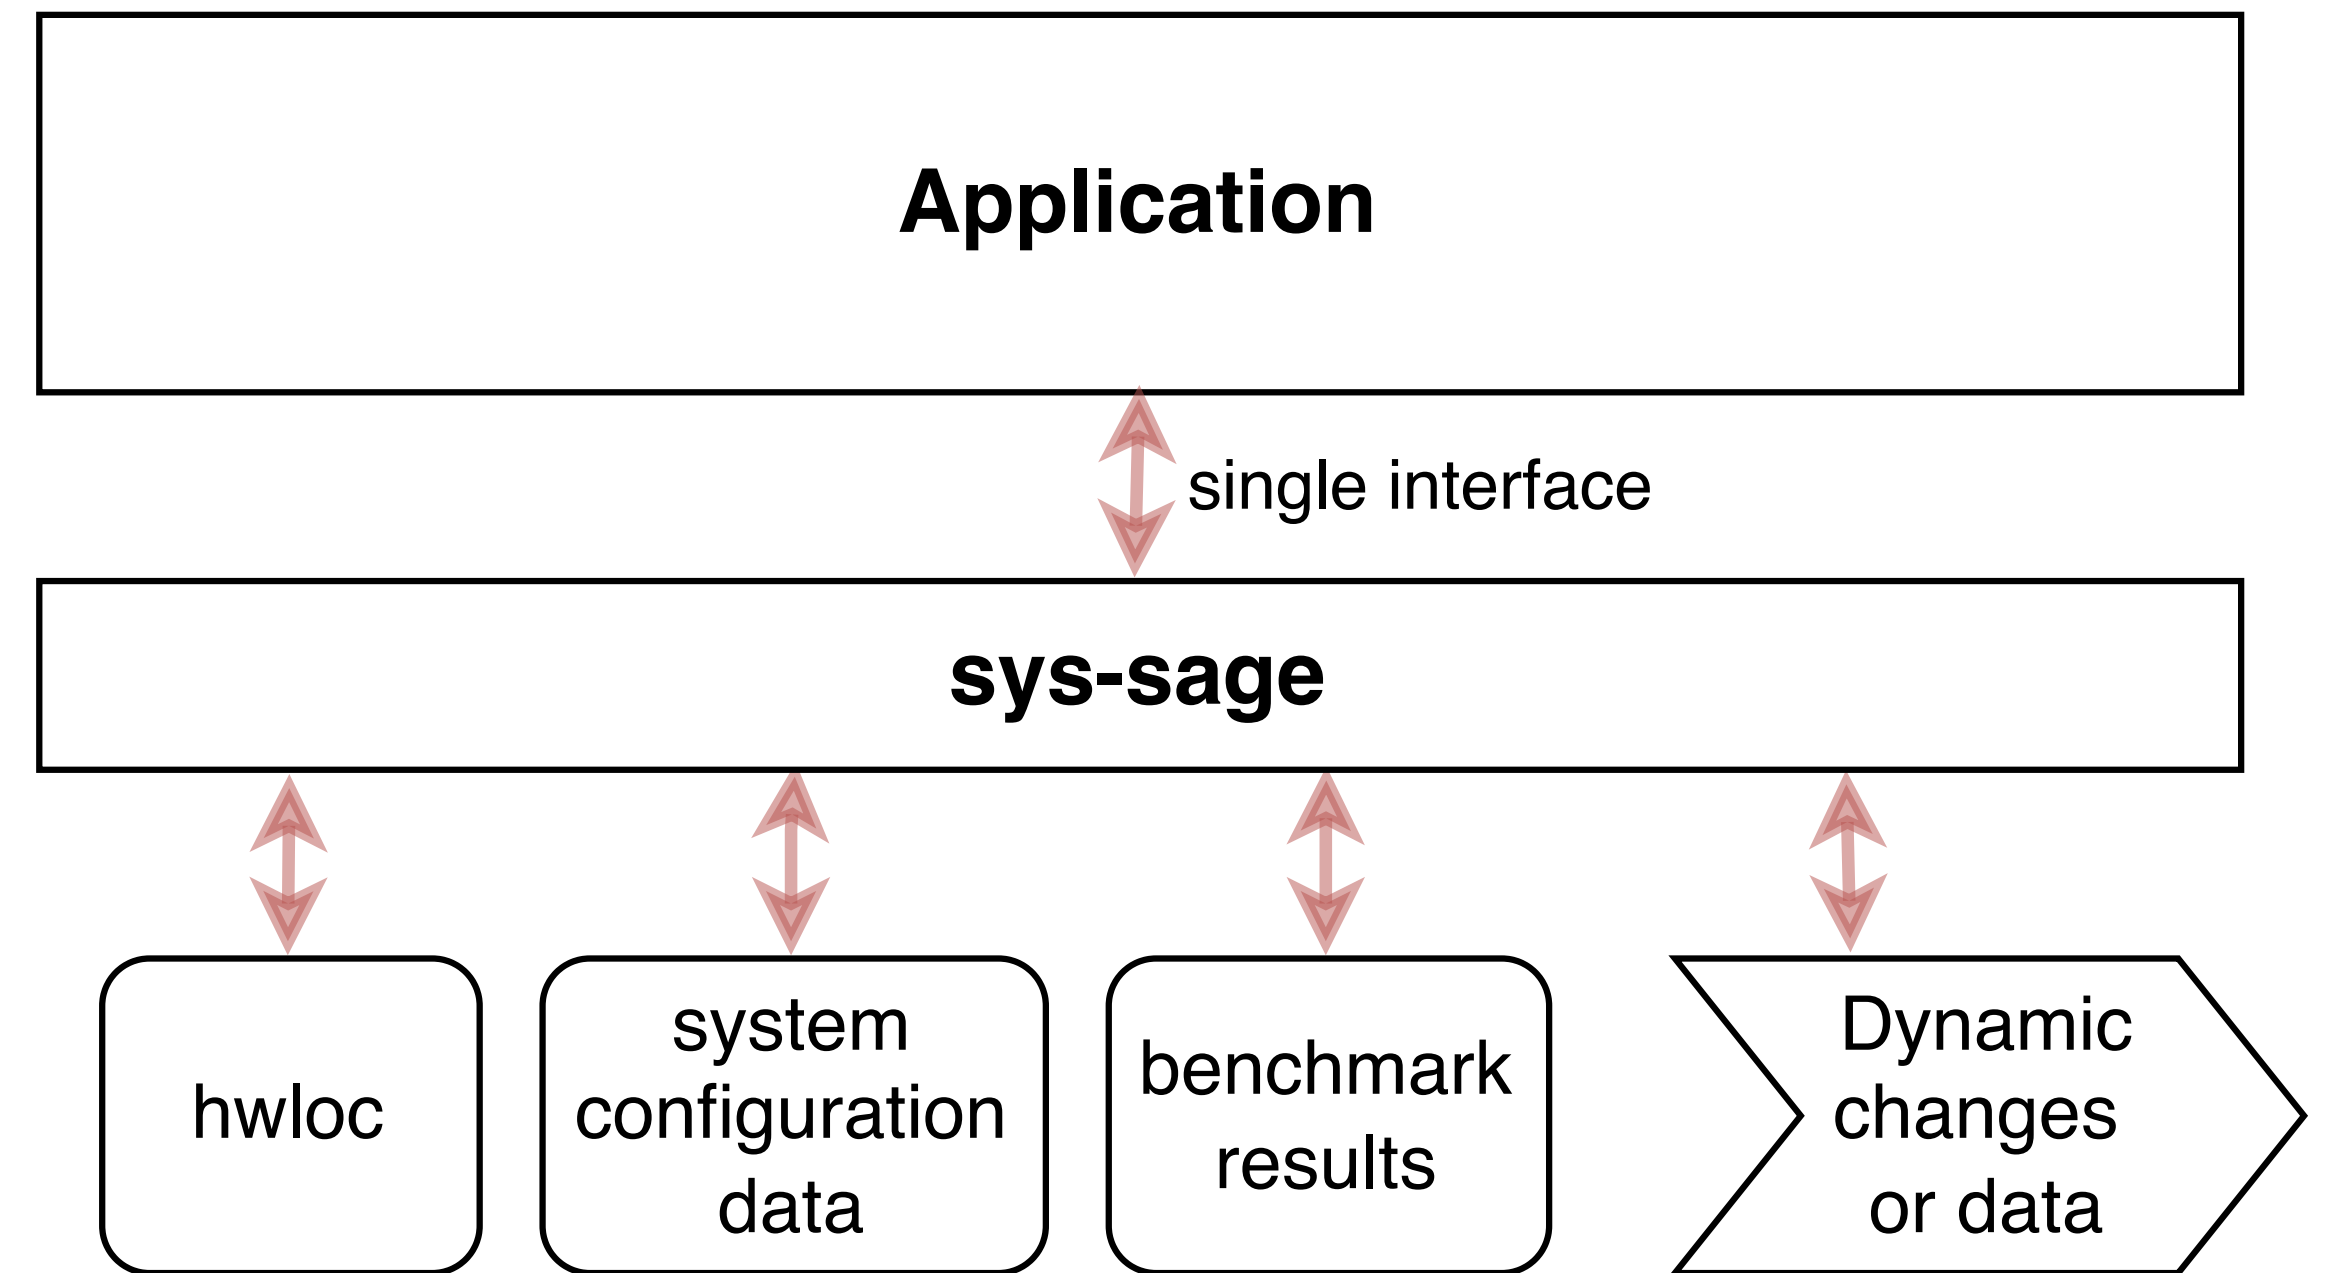 Application
single interface
sys-sage
hwloc
system
configuration
data
benchmark
results
Dynamic
changes
or data